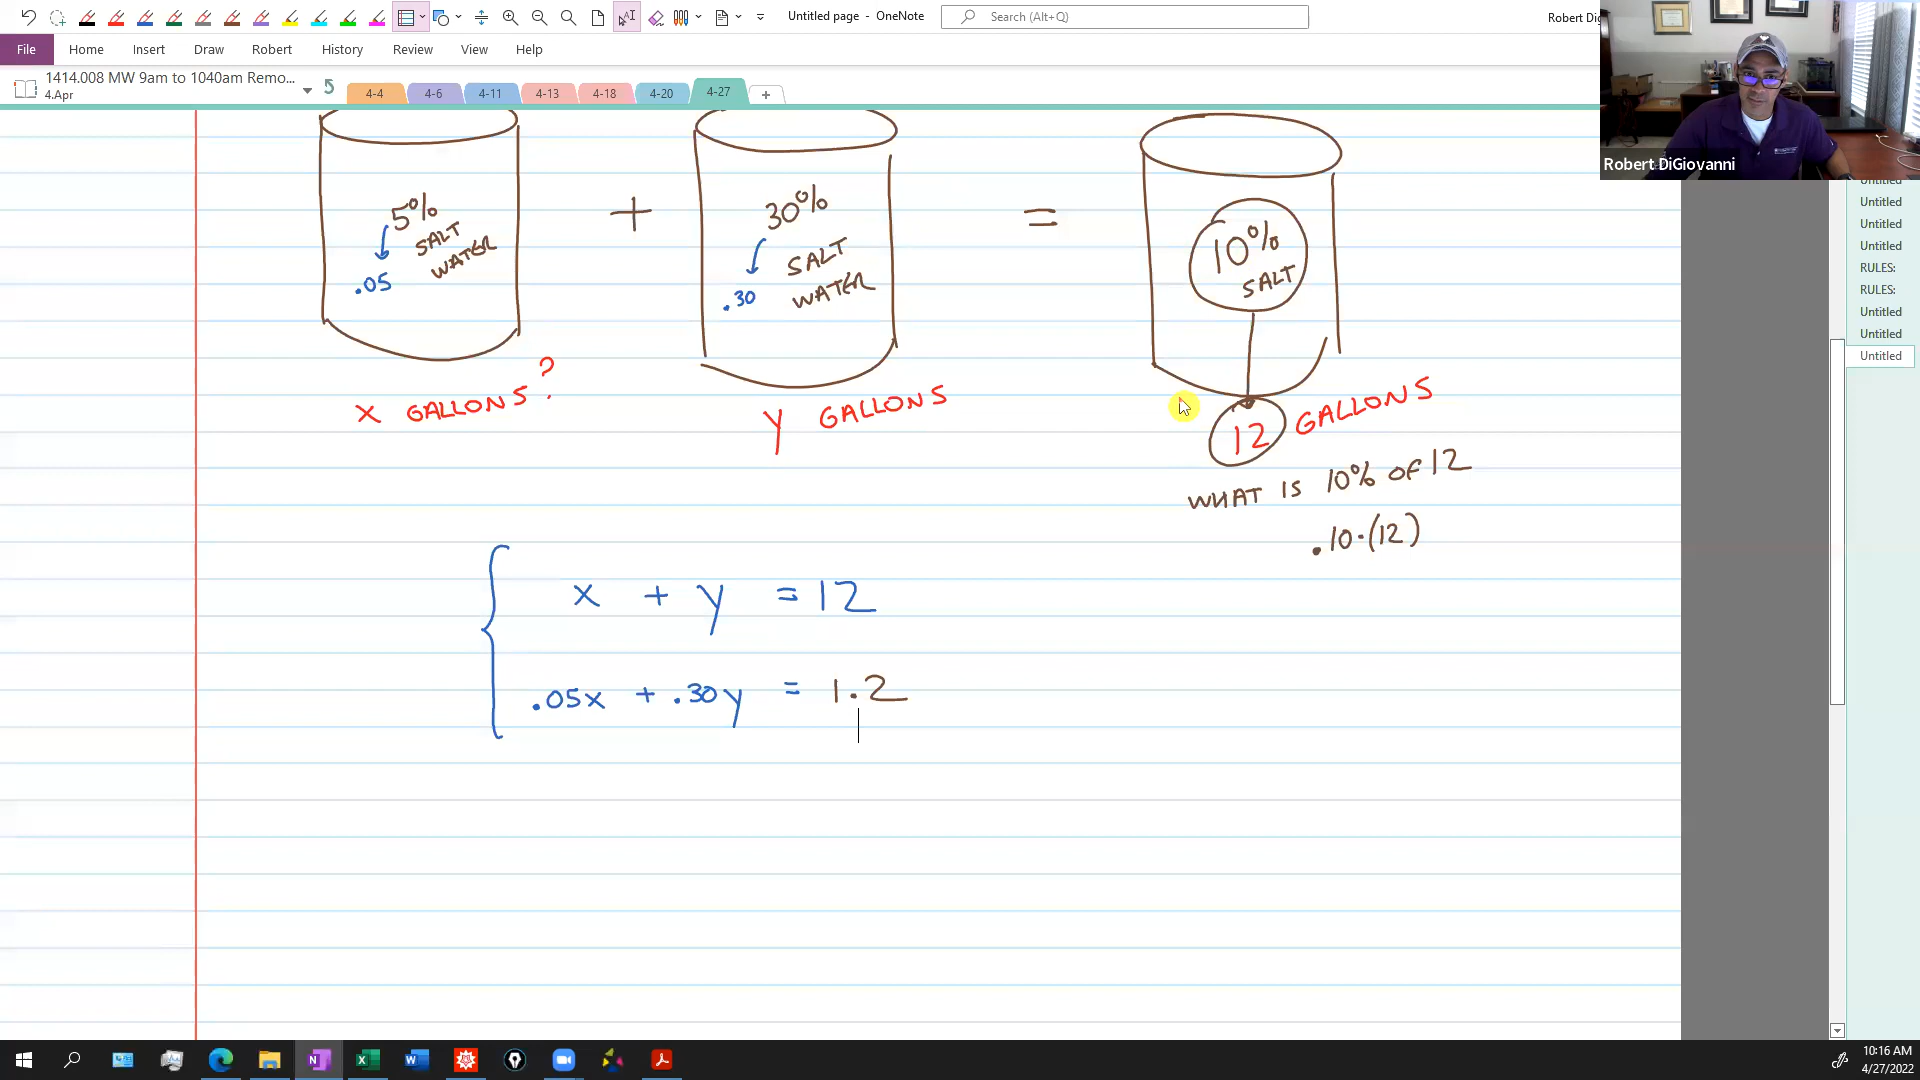 Untitled page - OneNote
Search (Alt+Q)
Robert Di
File Home Insert Draw Robert History Review View Help
1414.008 MW 9am to 1040am Remo...
4.Apr
4-4 4-6 4-11 4-13 4-18 4-20 4-27
Robert DiGiovanni
5%
SALT
WATER
.05
+
30%
SALT
WATER
.30
=
10%
SALT
X GALLONS?
y GALLONS
12 GALLONS
WHAT IS 10% OF 12
.10·(12)
x + y = 12
.05x + .30y = 1.2
Untitled
Untitled
Untitled
Untitled
RULES:
RULES:
Untitled
Untitled
Untitled
10:16 AM
4/27/2022